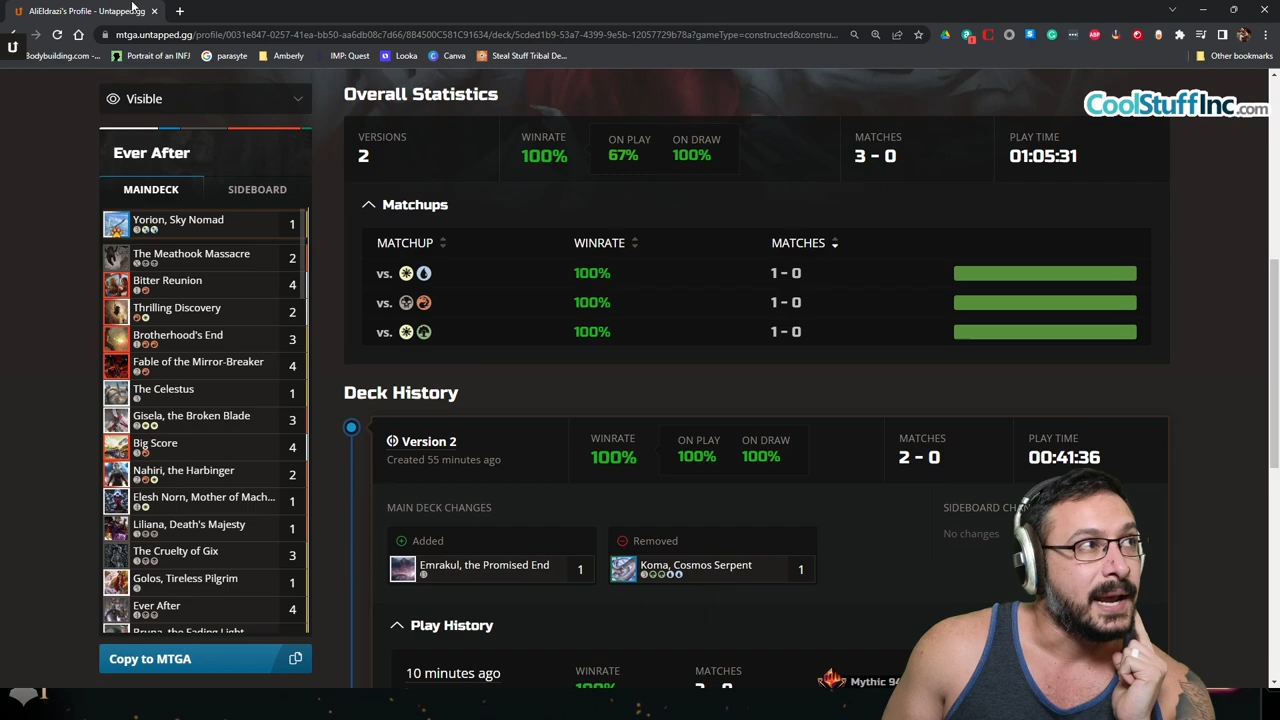 AliEldrazi's Profile - Untapped.gg
mtga.untapped.gg/profile/0031e847-0257-41ea-bb50-aa6db08c7d66/884500C581C91634/deck/5cded1b9-53a7-4399-9e5b-12057729b78a?gameType=constructed&constru...
Bodybuilding.com -...
Portrait of an INFJ
parasyte
Amberly
IMP: Quest
Looka
Canva
Steal Stuff Tribal De...
Other bookmarks
CoolStuffInc.com
Visible
Ever After
MAINDECK
SIDEBOARD
Yorion, Sky Nomad 1
The Meathook Massacre 2
Bitter Reunion 4
Thrilling Discovery 2
Brotherhood's End 3
Fable of the Mirror-Breaker 4
The Celestus 1
Gisela, the Broken Blade 3
Big Score 4
Nahiri, the Harbinger 2
Elesh Norn, Mother of Mach... 1
Liliana, Death's Majesty 1
The Cruelty of Gix 3
Golos, Tireless Pilgrim 1
Ever After 4
Bruna, the Fading Light
Copy to MTGA
Overall Statistics
VERSIONS
2
WINRATE
100%
ON PLAY
67%
ON DRAW
100%
MATCHES
3 - 0
PLAY TIME
01:05:31
Matchups
MATCHUP WINRATE MATCHES
vs. 100% 1 - 0
vs. 100% 1 - 0
vs. 100% 1 - 0
Deck History
Version 2
Created 55 minutes ago
WINRATE
100%
ON PLAY
100%
ON DRAW
100%
MATCHES
2 - 0
PLAY TIME
00:41:36
MAIN DECK CHANGES
SIDEBOARD
Added
Emrakul, the Promised End 1
Removed
Koma, Cosmos Serpent 1
No changes
Play History
10 minutes ago
WINRATE
100%
MATCHES
2 - 0
Mythic